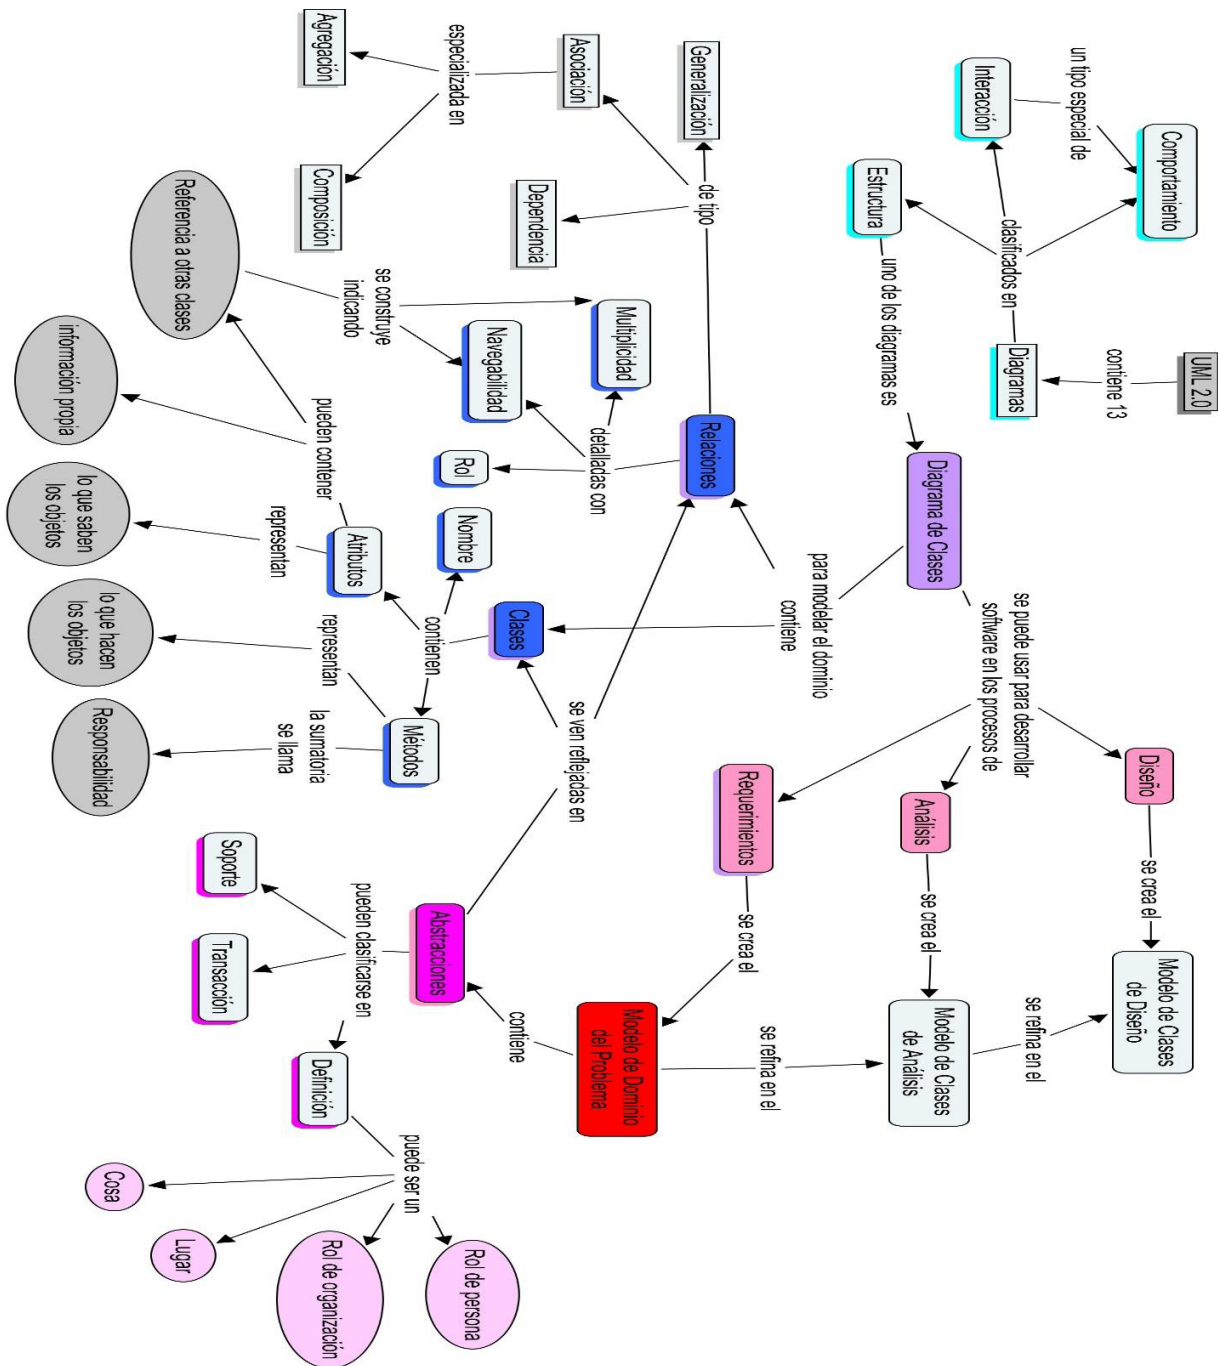 UML 2.0
contiene 13
Diagramas
clasificados en
Comportamiento
un tipo especial de
Interacción
Estructura
uno de los diagramas es
Diagrama de Clases
se puede usar para desarrollar
software en los procesos de
Diseño
se crea el
Modelo de Clases
de Diseño
Análisis
se crea el
Modelo de Clases
de Análisis
se refina en el
Requerimientos
se crea el
Modelo de Dominio
del Problema
se refina en el
para modelar el dominio
contiene
Relaciones
de tipo
Generalización
Asociación
Dependencia
especializada en
Agregación
Composición
detalladas con
Multiplicidad
Navegabilidad
Rol
se construye
indicando
Referencia a otras clases
Clases
contienen
Nombre
Atributos
Métodos
pueden contener
información propia
representan
lo que saben
los objetos
representan
lo que hacen
los objetos
la sumatoria
se llama
Responsabilidad
contiene
Abstracciones
se ven reflejadas en
pueden clasificarse en
Soporte
Transacción
Definición
puede ser un
Cosa
Lugar
Rol de organización
Rol de persona